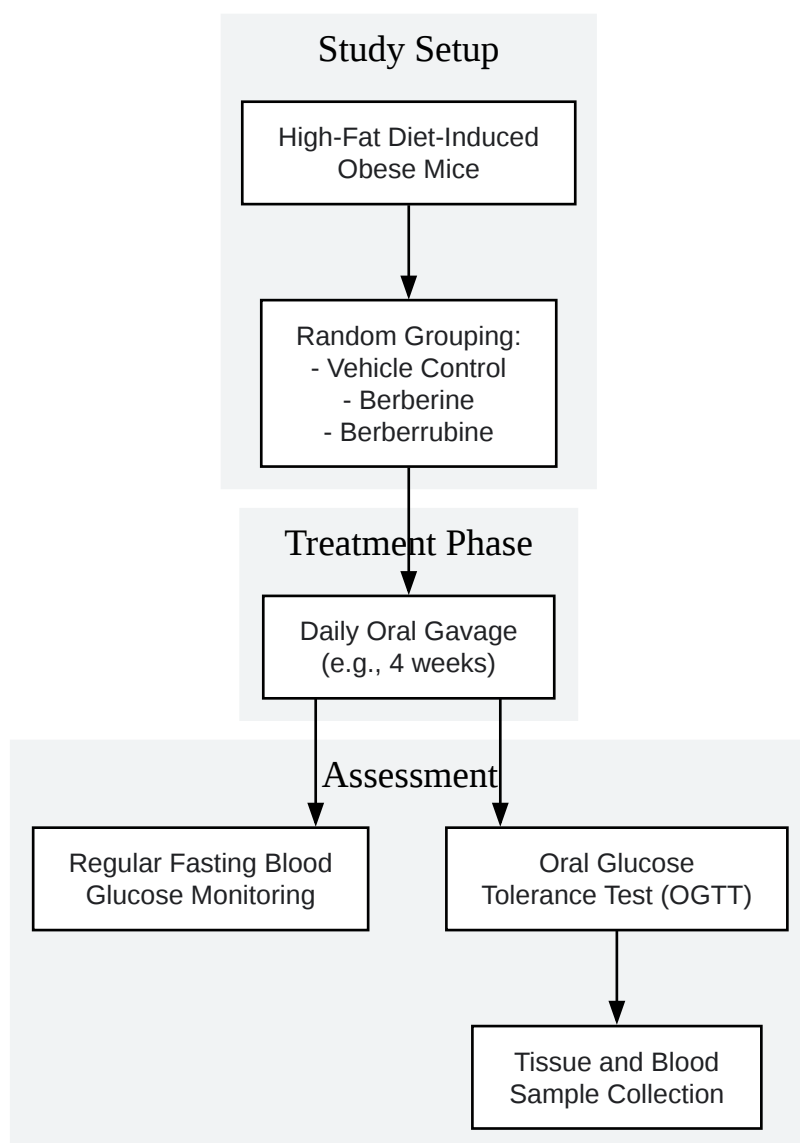 Study Setup
High-Fat Diet-Induced
Obese Mice
Random Grouping:
- Vehicle Control
- Berberine
- Berberrubine
Treatment Phase
Daily Oral Gavage
(e.g., 4 weeks)
Assessment
Regular Fasting Blood
Glucose Monitoring
Oral Glucose
Tolerance Test (OGTT)
Tissue and Blood
Sample Collection